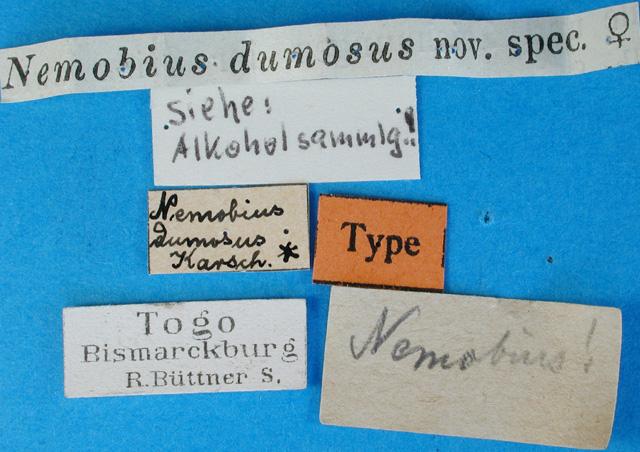 Nemobius dumosus nov. spec. ♀
Siehe!
Alkoholsammlg.!
Nemobius
dumosus
Karsch. *
Type
Togo
Bismarckburg
R. Büttner S.
Nemobius!